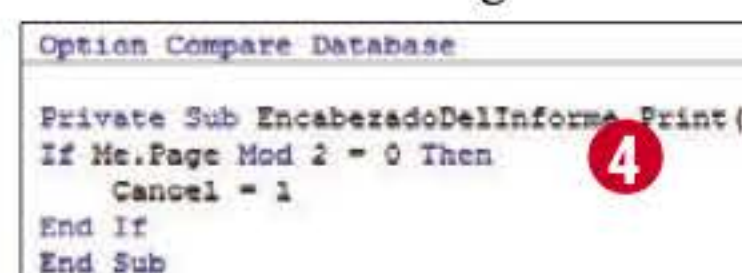 Option Compare Database
Private Sub EncabezadoDelInforme_Print(
If Me.Page Mod 2 = 0 Then
Cancel = 1
End If
End Sub
4